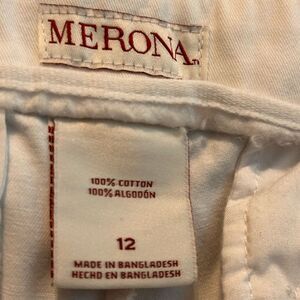 MERONA
100% COTTON
100% ALGODÓN
12
MADE IN BANGLADESH
HECHO EN BANGLADESH